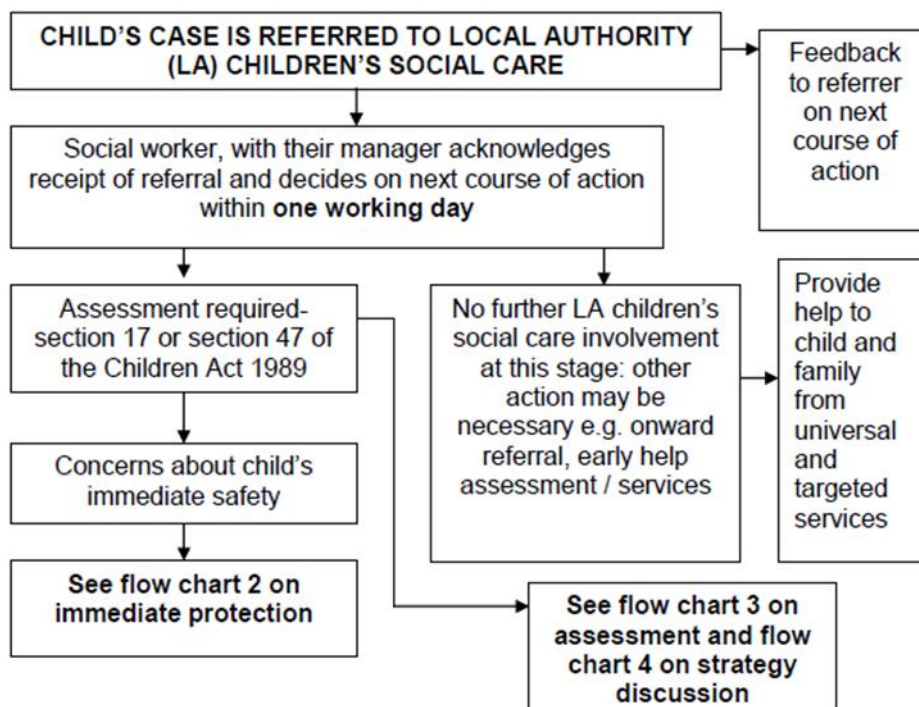 CHILD’S CASE IS REFERRED TO LOCAL AUTHORITY
(LA) CHILDREN’S SOCIAL CARE
Feedback
to referrer
on next
course of
action
Social worker, with their manager acknowledges
receipt of referral and decides on next course of action
within one working day
Assessment required-
section 17 or section 47 of
the Children Act 1989
No further LA children’s
social care involvement
at this stage: other
action may be
necessary e.g. onward
referral, early help
assessment / services
Provide
help to
child and
family
from
universal
and
targeted
services
Concerns about child’s
immediate safety
See flow chart 2 on
immediate protection
See flow chart 3 on
assessment and flow
chart 4 on strategy
discussion